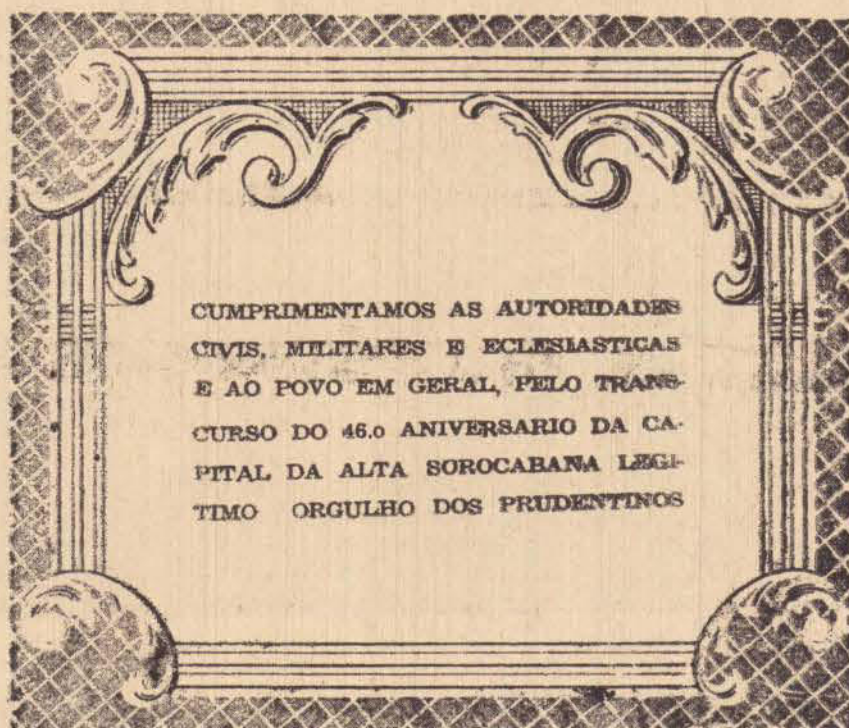 CUMPRIMENTAMOS AS AUTORIDADES
CIVIS, MILITARES E ECLESIASTICAS
E AO POVO EM GERAL, PELO TRANS-
CURSO DO 46.o ANIVERSARIO DA CA-
PITAL DA ALTA SOROCABANA LEGI-
TIMO ORGULHO DOS PRUDENTINOS